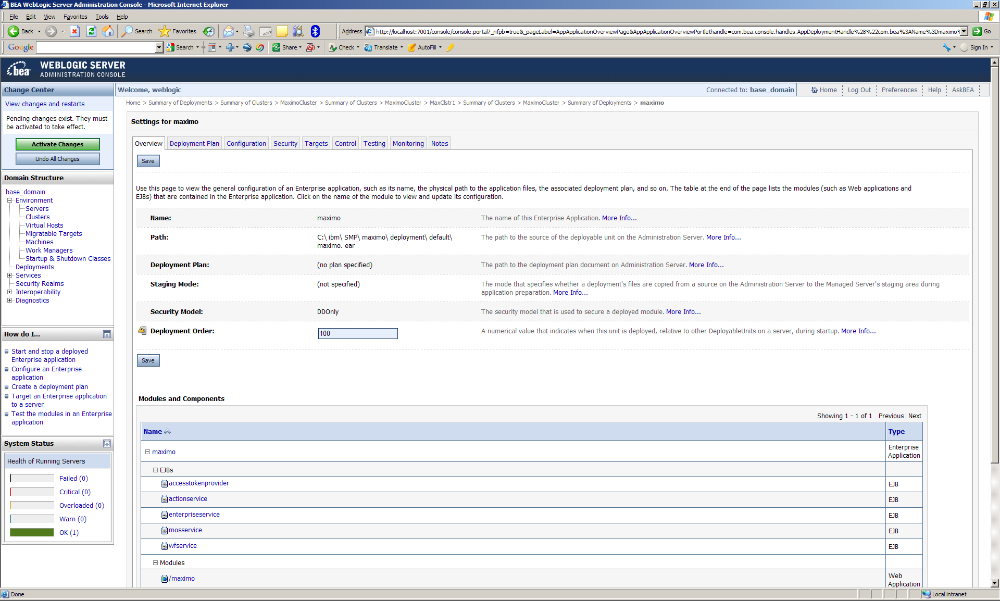 BEA WebLogic Server Administration Console - Microsoft Internet Explorer
File Edit View Favorites Tools Help
Back Search Favorites Address http://localhost:7001/console/console.portal?_nfpb=true&_pageLabel=AppApplicationOverviewPage&AppApplicationOverviewPortlethandle=com.bea.console.handles.AppDeploymentHandle%28%22com.bea%3AName%3Dmaximo% Go
Google Search Share Check Translate AutoFill Sign In
bea WEBLOGIC SERVER
ADMINISTRATION CONSOLE
Change Center
View changes and restarts
Pending changes exist. They must
be activated to take effect.
Activate Changes
Undo All Changes
Domain Structure
base_domain
Environment
Servers
Clusters
Virtual Hosts
Migratable Targets
Machines
Work Managers
Startup & Shutdown Classes
Deployments
Services
Security Realms
Interoperability
Diagnostics
How do I...
Start and stop a deployed
Enterprise application
Configure an Enterprise
application
Create a deployment plan
Target an Enterprise application
to a server
Test the modules in an Enterprise
application
System Status
Health of Running Servers
Failed (0)
Critical (0)
Overloaded (0)
Warn (0)
OK (1)
Welcome, weblogic Connected to: base_domain Home Log Out Preferences Help AskBEA
Home > Summary of Deployments > Summary of Clusters > MaximoCluster > Summary of Clusters > MaximoCluster > MaxClstr1 > Summary of Clusters > MaximoCluster > Summary of Deployments > maximo
Settings for maximo
Overview Deployment Plan Configuration Security Targets Control Testing Monitoring Notes
Save
Use this page to view the general configuration of an Enterprise application, such as its name, the physical path to the application files, the associated deployment plan, and so on. The table at the end of the page lists the modules (such as Web applications and
EJBs) that are contained in the Enterprise application. Click on the name of the module to view and update its configuration.
Name: maximo The name of this Enterprise Application. More Info...
Path: C:\ ibm\ SMP\ maximo\ deployment\ default\ The path to the source of the deployable unit on the Administration Server. More Info...
maximo. ear
Deployment Plan: (no plan specified) The path to the deployment plan document on Administration Server. More Info...
Staging Mode: (not specified) The mode that specifies whether a deployment's files are copied from a source on the Administration Server to the Managed Server's staging area during
application preparation. More Info...
Security Model: DDOnly The security model that is used to secure a deployed module. More Info...
Deployment Order: 100 A numerical value that indicates when this unit is deployed, relative to other DeployableUnits on a server, during startup. More Info...
Save
Modules and Components
Showing 1 - 1 of 1 Previous | Next
Name Type
maximo Enterprise
Application
EJBs
accesstokenprovider EJB
actionservice EJB
enterpriseservice EJB
mosservice EJB
wfservice EJB
Modules
/maximo Web
Application
Done Local intranet